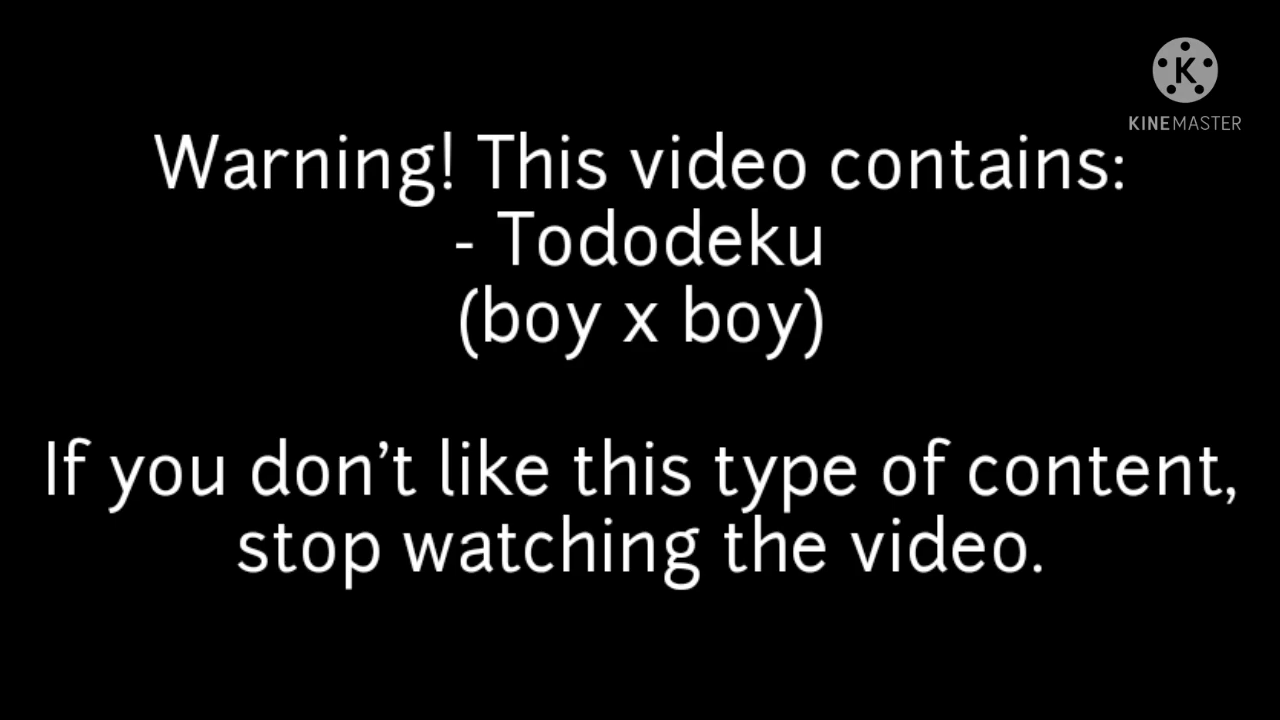 K
KINEMASTER
Warning! This video contains:
- Tododeku
(boy x boy)
If you don’t like this type of content,
stop watching the video.